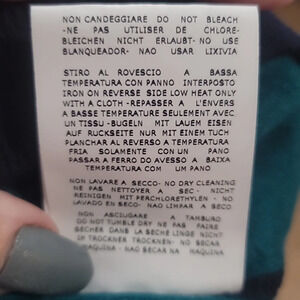 NON CANDEGGIARE DO NOT BLEACH
-NE PAS UTILISER DE CHLORE-
BLEICHEN NICHT ERLAUBT- NO USE
BLANQUEADOR- NAO USAR LIXIVIA
STIRO AL ROVESCIO A BASSA
TEMPERATURA CON PANNO INTERPOSTO
IRON ON REVERSE SIDE LOW HEAT ONLY
WITH A CLOTH -REPASSER A L'ENVERS
A BASSE TEMPERATURE SEULEMENT AVEC
UN TISSU -BUGELN MIT LAUEM EISEN
AUF RUCKSEITE NUR MIT EINEM TUCH
PLANCHAR AL REVERSO A TEMPERATURA
FRIA SOLAMENTE CON UN PANO
PASSAR A FERRO DO AVESSO A BAIXA
TEMPERATURA COM UM PANO
NON LAVARE A SECCO- NO DRY CLEANING
NE PAS NETTOYER A SEC - NICHT
REINIGEN MIT PERCHLORETHYLEN - NO
LAVADO EN SECO- NAO LIMPAR A SECO
NON ASCIUGARE A TAMBURO
DO NOT TUMBLE DRY NE PAS FAIRE
SECHER DANS LA SECHE LINGE NICHT
IM TROCKNER TROCKNEN- NO SECAR
MAQUINA - NAO SECAR NA MAQUINA